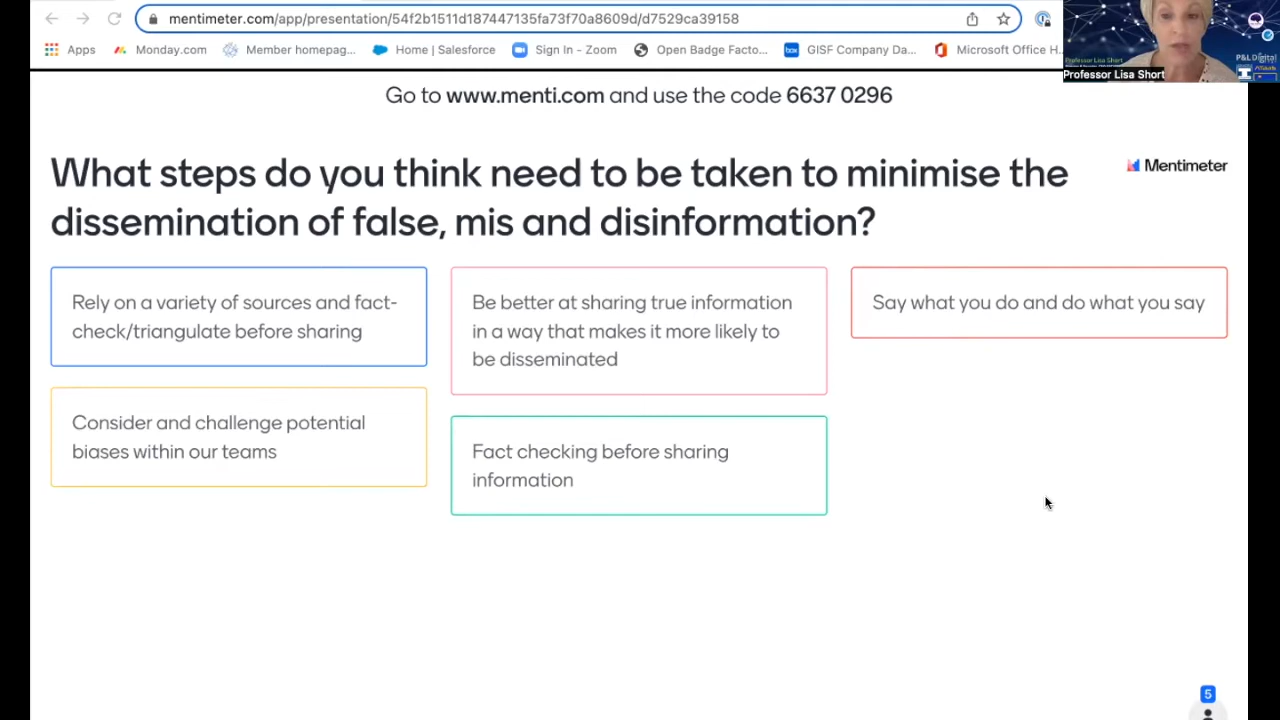 mentimeter.com/app/presentation/54f2b1511d187447135fa73f70a8609d/d7529ca39158
Apps Monday.com Member homepag... Home | Salesforce Sign In - Zoom Open Badge Facto... box GISF Company Da... Microsoft Office H...
P&L Digital
Professor Lisa Short
Professor Lisa Short
Go to www.menti.com and use the code 6637 0296
What steps do you think need to be taken to minimise the
dissemination of false, mis and disinformation?
Mentimeter
Rely on a variety of sources and fact-
check/triangulate before sharing
Consider and challenge potential
biases within our teams
Be better at sharing true information
in a way that makes it more likely to
be disseminated
Fact checking before sharing
information
Say what you do and do what you say
5